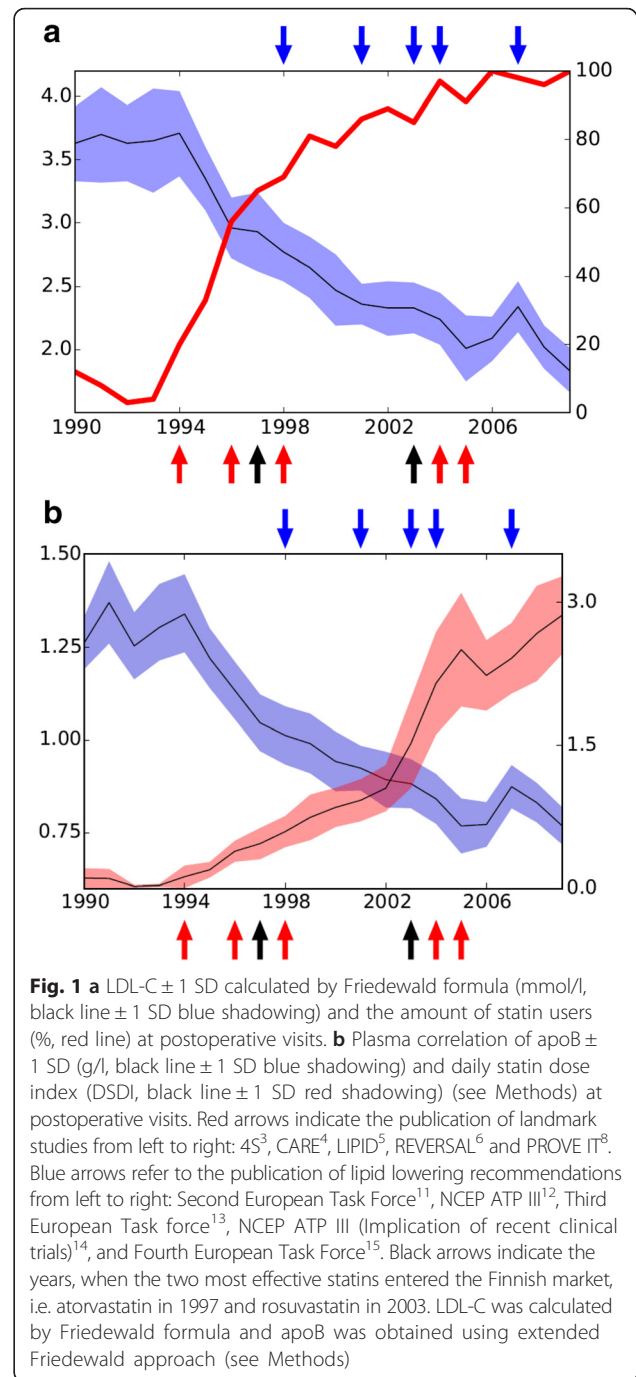 a
4.0
3.5
3.0
2.5
2.0
100
80
60
40
20
0
1990 1994 1998 2002 2006
b
1.50
1.25
1.00
0.75
3.0
1.5
0.0
1990 1994 1998 2002 2006
Fig. 1 a LDL-C ± 1 SD calculated by Friedewald formula (mmol/l,
black line ± 1 SD blue shadowing) and the amount of statin users
(%, red line) at postoperative visits. b Plasma correlation of apoB ±
1 SD (g/l, black line ± 1 SD blue shadowing) and daily statin dose
index (DSDI, black line ± 1 SD red shadowing) (see Methods) at
postoperative visits. Red arrows indicate the publication of landmark
studies from left to right: 4S³, CARE⁴, LIPID⁵, REVERSAL⁶ and PROVE IT⁸.
Blue arrows refer to the publication of lipid lowering recommendations
from left to right: Second European Task Force¹¹, NCEP ATP III¹², Third
European Task force¹³, NCEP ATP III (Implication of recent clinical
trials)¹⁴, and Fourth European Task Force¹⁵. Black arrows indicate the
years, when the two most effective statins entered the Finnish market,
i.e. atorvastatin in 1997 and rosuvastatin in 2003. LDL-C was calculated
by Friedewald formula and apoB was obtained using extended
Friedewald approach (see Methods)